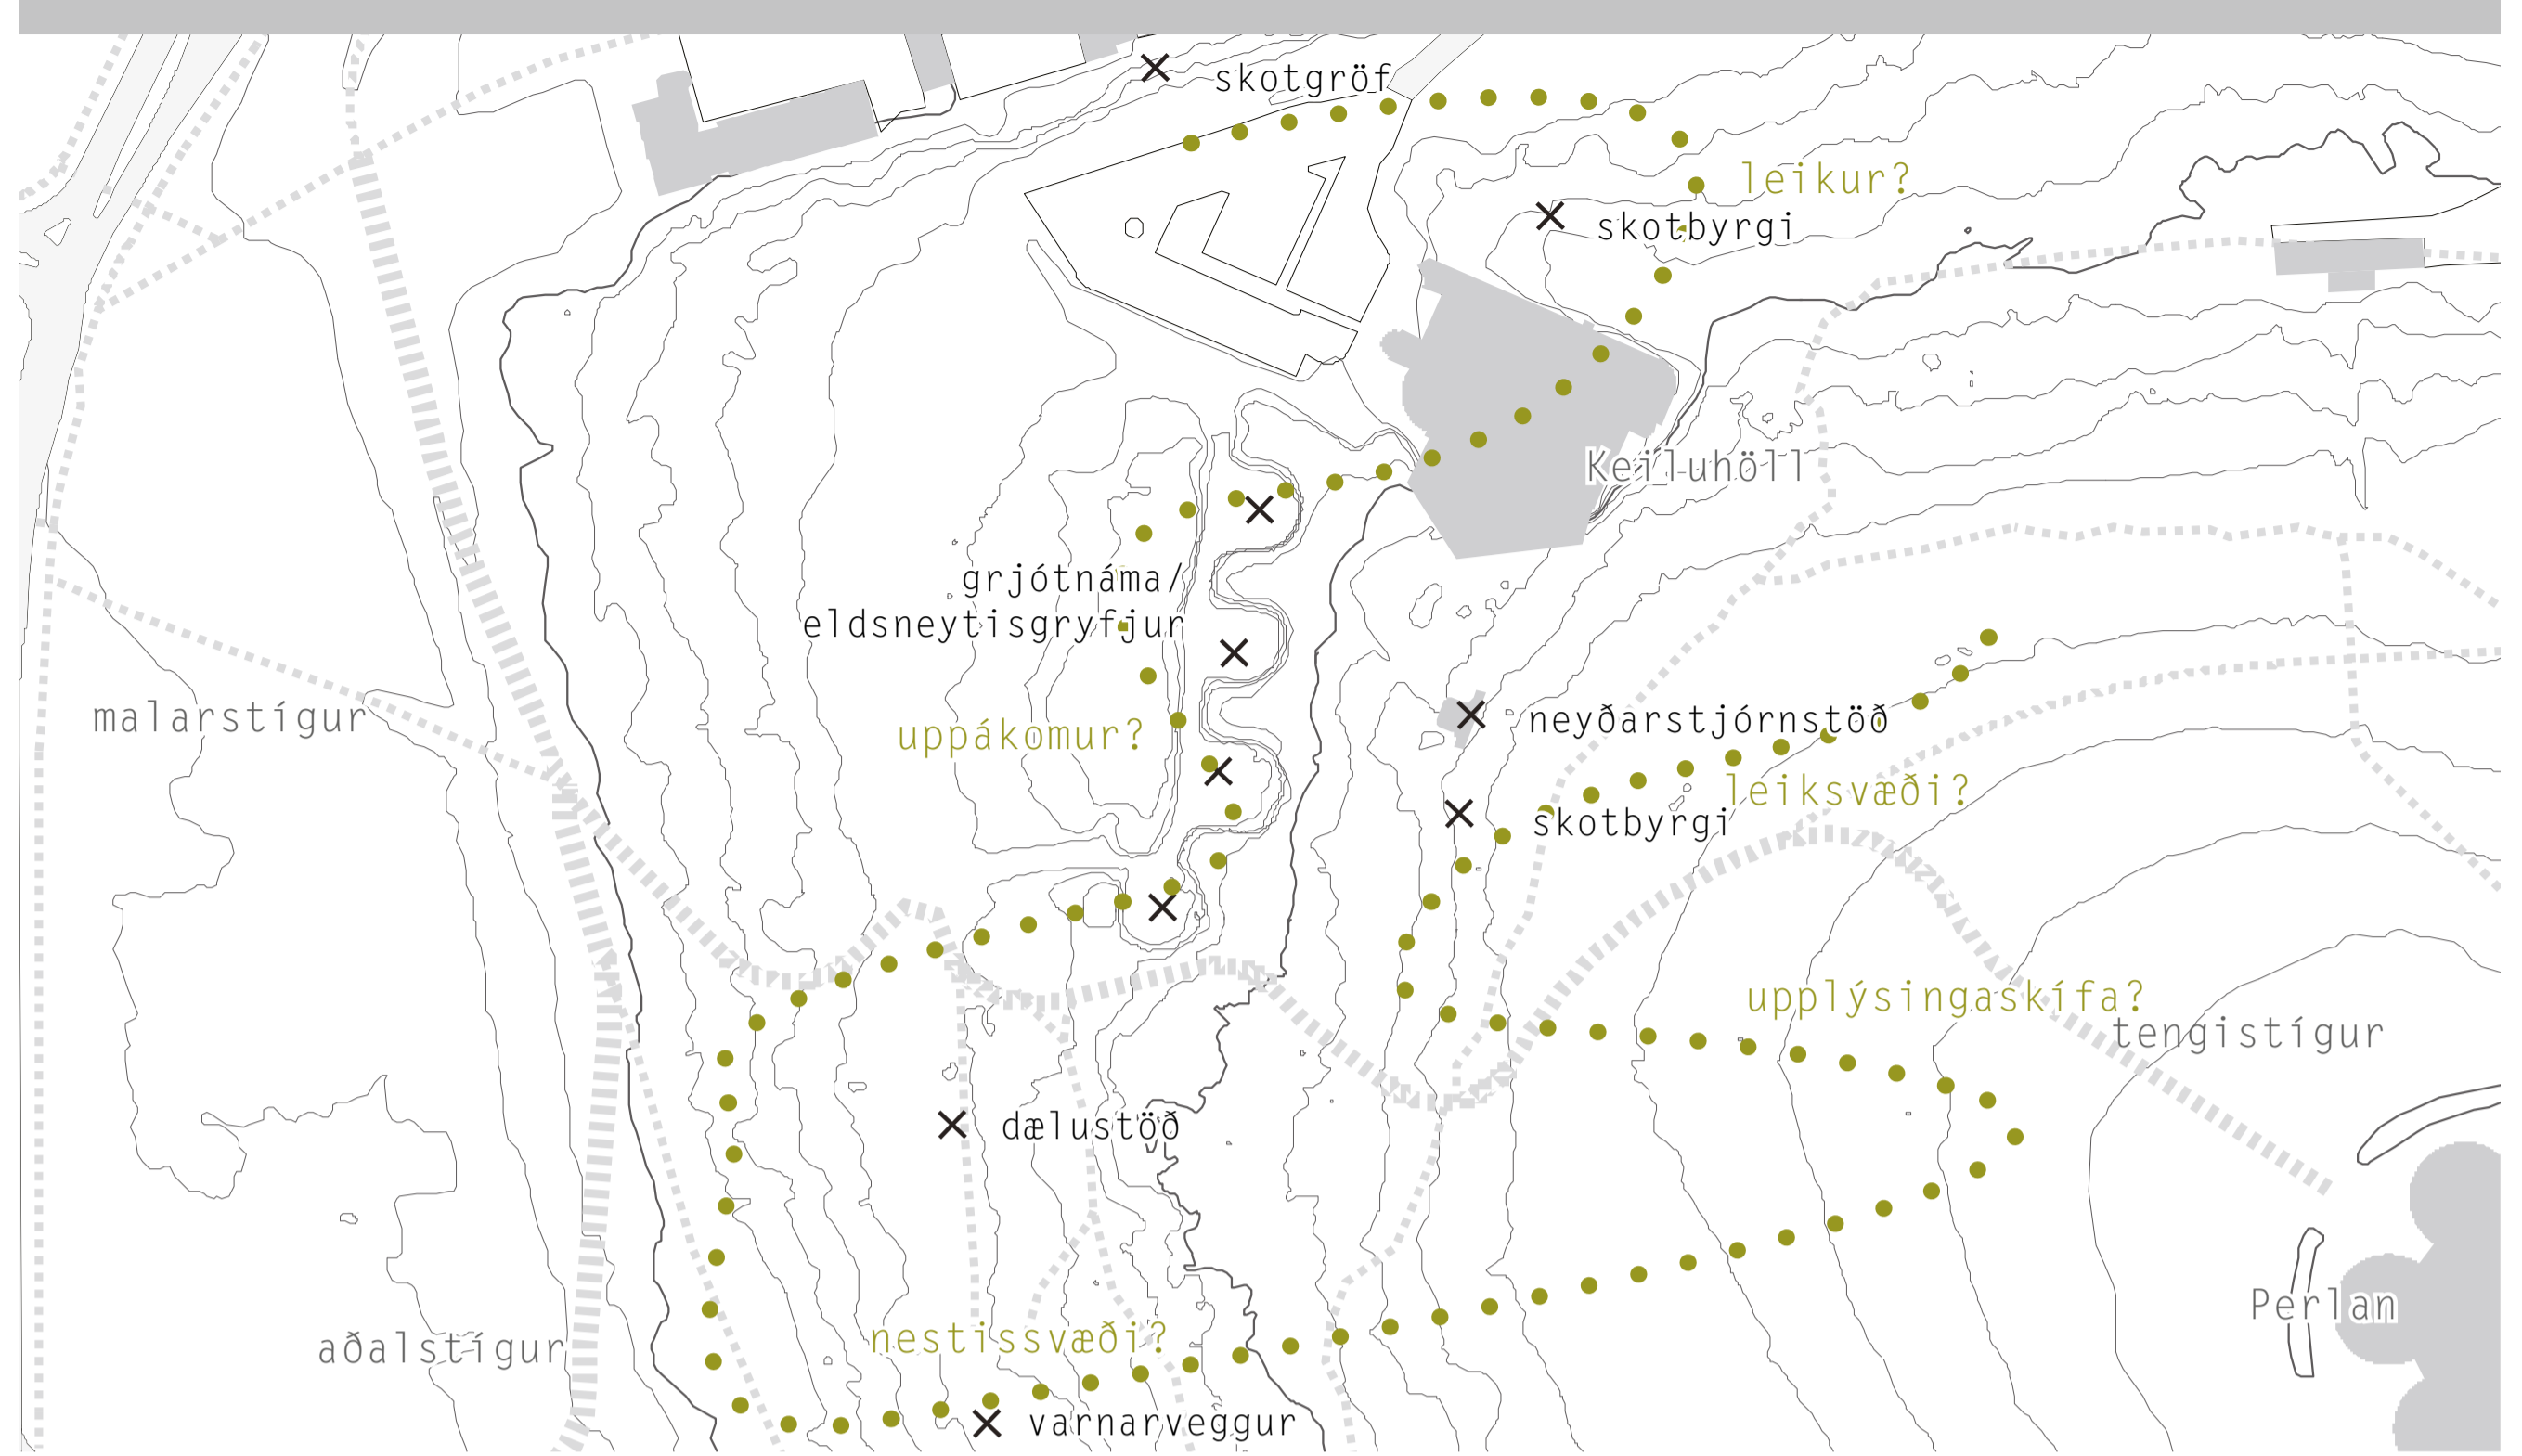 skotgröf
leikur?
skotbyrgi
Keiluhöll
grjótnáma/
eldsneytisgryfjur
malarstígur
neyðarstjórnstöð
uppákomur?
leiksvæði?
skotbyrgi
upplýsingaskífa?
tengistígur
dælustöð
Perlan
nestissvæði?
aðalstígur
varnarveggur